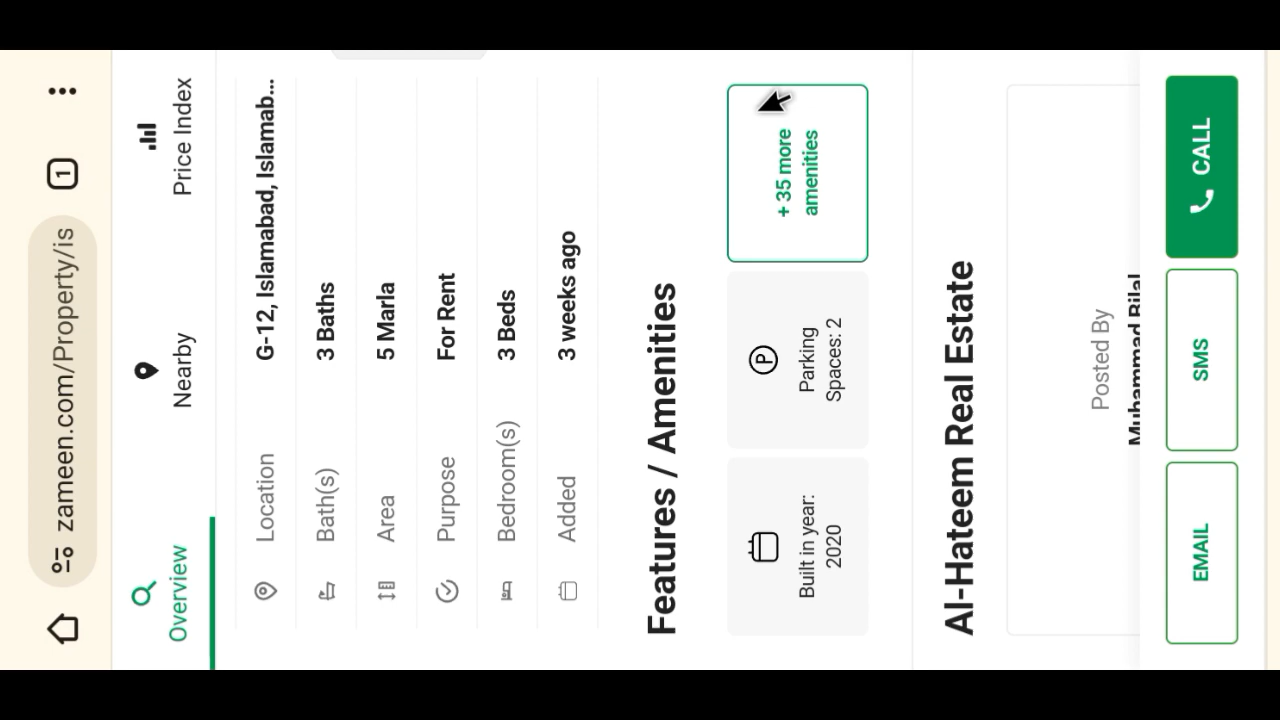 zameen.com/Property/is
1
Overview
Nearby
Price Index
Location G-12, Islamabad, Islamab...
Bath(s) 3 Baths
Area 5 Marla
Purpose For Rent
Bedroom(s) 3 Beds
Added 3 weeks ago
Features / Amenities
Built in year:
2020
P
Parking
Spaces: 2
+ 35 more
amenities
Al-Hateem Real Estate
Posted By
Muhammad Bilal
EMAIL
SMS
CALL